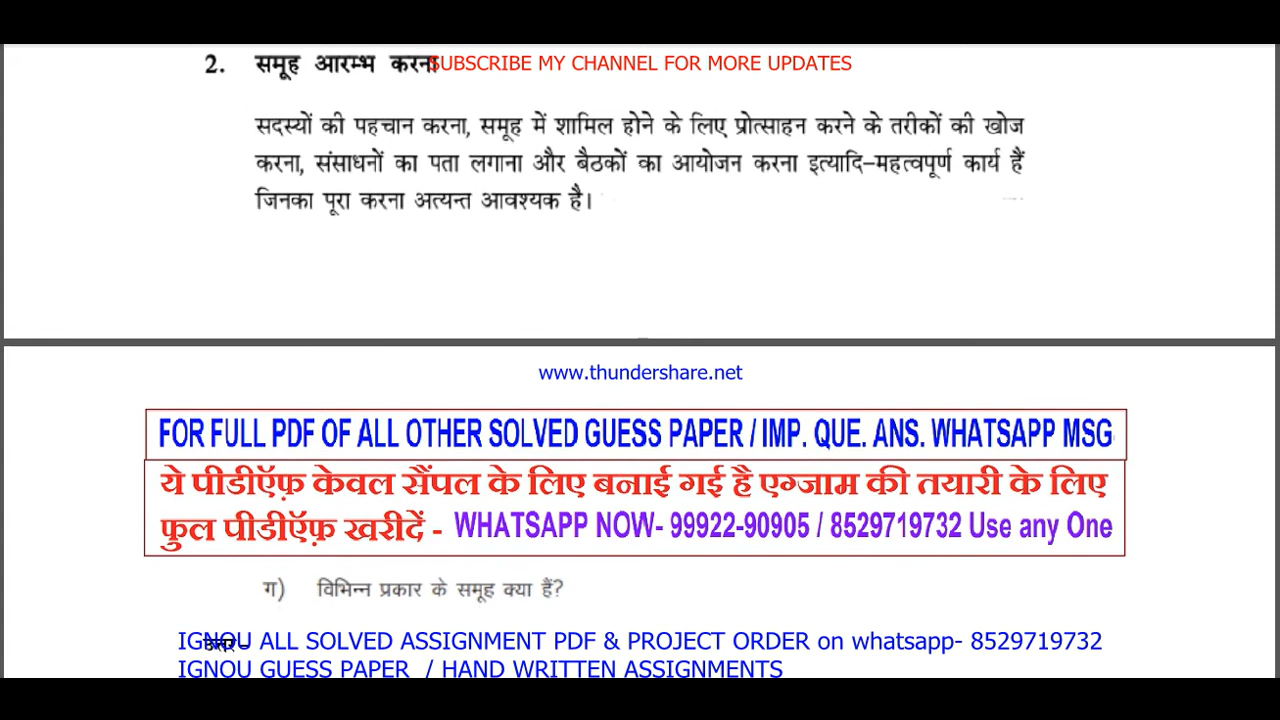 2. समूह आरम्भ करना SUBSCRIBE MY CHANNEL FOR MORE UPDATES
सदस्यों की पहचान करना, समूह में शामिल होने के लिए प्रोत्साहन करने के तरीकों की खोज
करना, संसाधनों का पता लगाना और बैठकों का आयोजन करना इत्यादि–महत्वपूर्ण कार्य हैं
जिनका पूरा करना अत्यन्त आवश्यक है।
www.thundershare.net
FOR FULL PDF OF ALL OTHER SOLVED GUESS PAPER / IMP. QUE. ANS. WHATSAPP MSG
ये पीडीऍफ़ केवल सैंपल के लिए बनाई गई है एग्जाम की तयारी के लिए
फुल पीडीऍफ़ खरीदें - WHATSAPP NOW- 99922-90905 / 8529719732 Use any One
ग) विभिन्न प्रकार के समूह क्या हैं?
उत्तर –
IGNOU ALL SOLVED ASSIGNMENT PDF & PROJECT ORDER on whatsapp- 8529719732
IGNOU GUESS PAPER / HAND WRITTEN ASSIGNMENTS